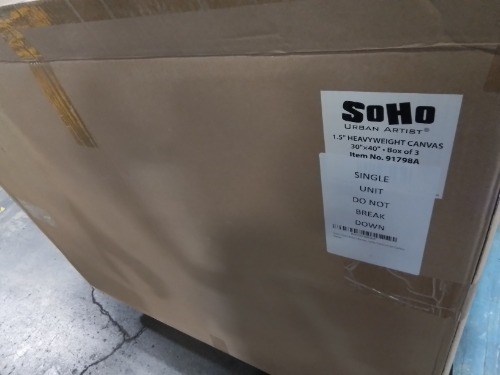 SoHo
URBAN ARTIST®
1.5" HEAVYWEIGHT CANVAS
30"x40" • Box of 3
Item No. 91798A
SINGLE
UNIT
DO NOT
BREAK
DOWN